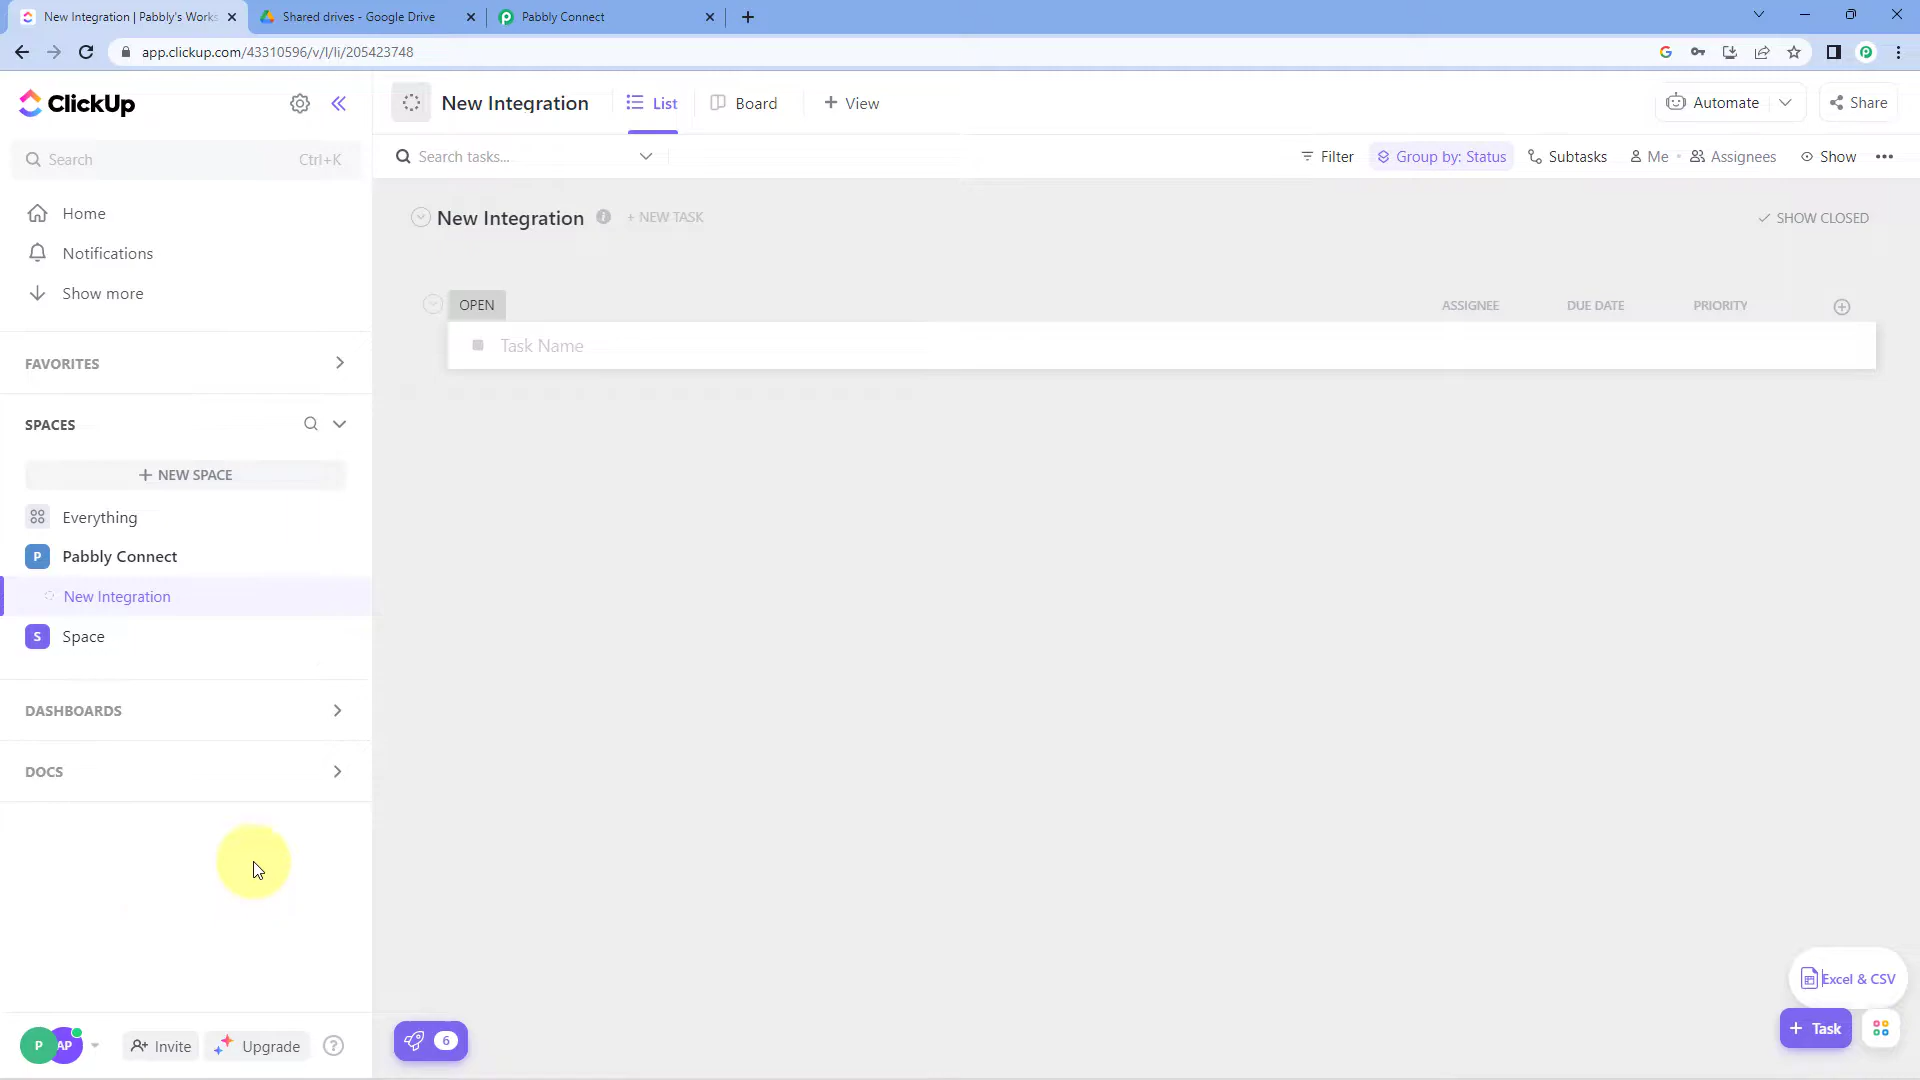 New Integration | Pabbly's Works
Shared drives - Google Drive
Pabbly Connect
app.clickup.com/43310596/v/l/li/205423748
ClickUp
New Integration
List
Board
+ View
Automate
Share
Search
Ctrl+K
Search tasks...
Filter
Group by: Status
Subtasks
Me
Assignees
Show
Home
Notifications
Show more
New Integration
+ NEW TASK
SHOW CLOSED
OPEN
ASSIGNEE
DUE DATE
PRIORITY
Task Name
FAVORITES
SPACES
+ NEW SPACE
Everything
P
Pabbly Connect
New Integration
S
Space
DASHBOARDS
DOCS
Excel & CSV
+ Task
P
AP
Invite
Upgrade
?
6